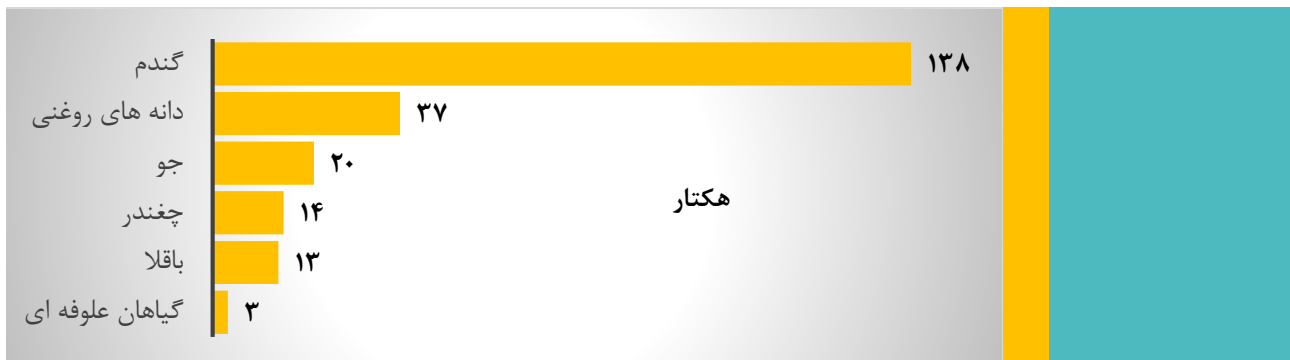 گندم ۱۳۸
دانه های روغنی ۳۷
جو ۲۰
هکتار
چغندر ۱۴
باقلا ۱۳
گیاهان علوفه ای ۳